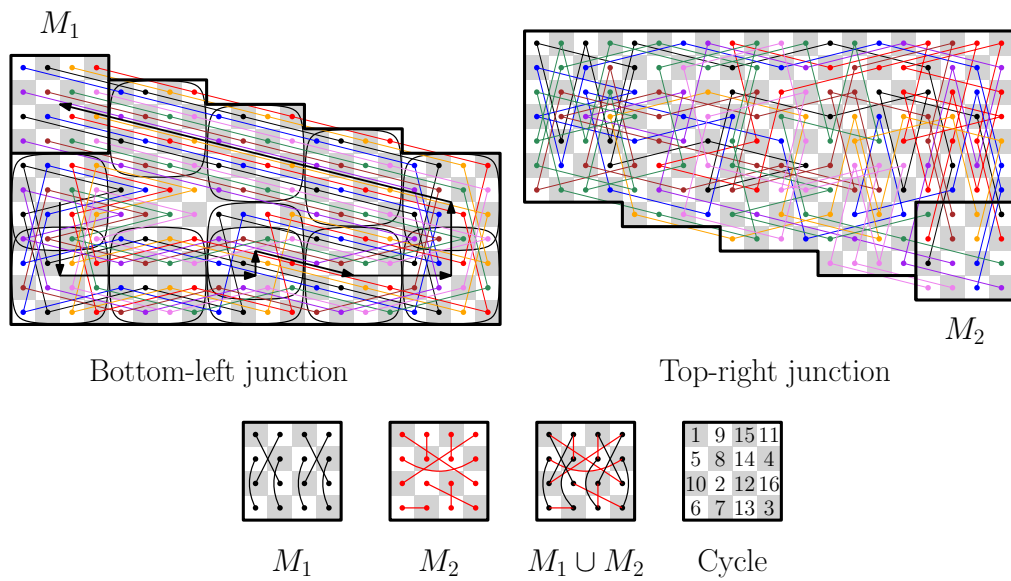 M₁
M₂
Bottom-left junction
Top-right junction
1 9 15 11
5 8 14 4
10 2 12 16
6 7 13 3
M₁
M₂
M₁ ∪ M₂
Cycle